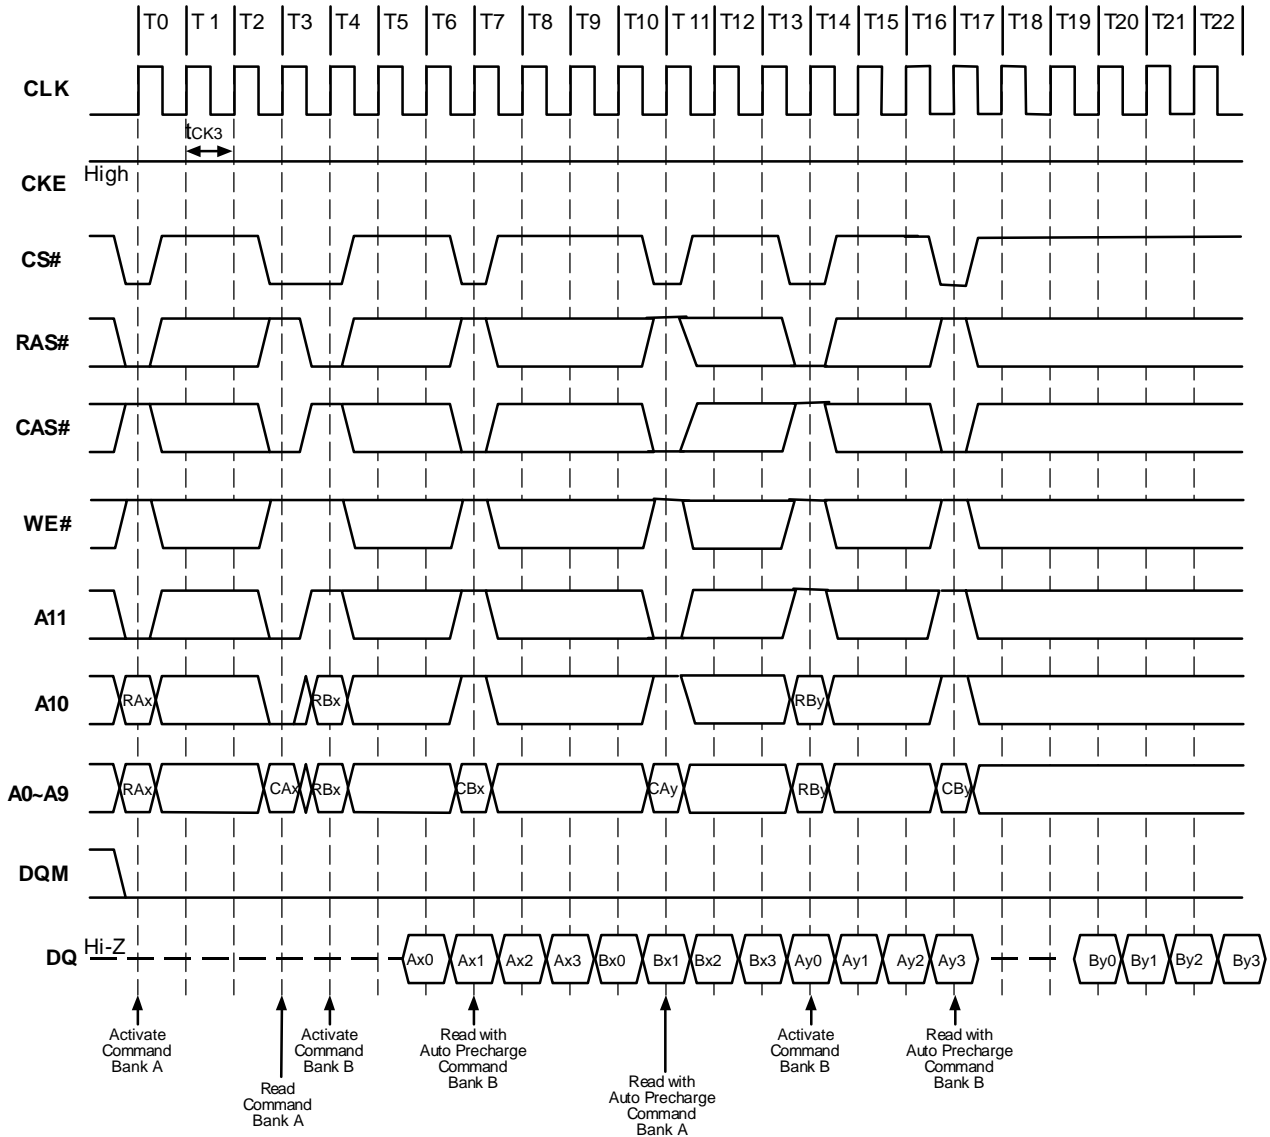 T0 T 1 T2 T3 T4 T5 T6 T7 T8 T9 T10 T 11 T12 T13 T14 T15 T16 T17 T18 T19 T20 T21 T22
CLK
tCK3
High
CKE
CS#
RAS#
CAS#
WE#
A11
A10 RAx RBx RBy
A0~A9 RAx CAx RBx CBx CAy RBy CBy
DQM
Hi-Z
DQ Ax0 Ax1 Ax2 Ax3 Bx0 Bx1 Bx2 Bx3 Ay0 Ay1 Ay2 Ay3 By0 By1 By2 By3
Activate
Command
Bank A
Read
Command
Bank A
Activate
Command
Bank B
Read with
Auto Precharge
Command
Bank B
Read with
Auto Precharge
Command
Bank A
Activate
Command
Bank B
Read with
Auto Precharge
Command
Bank B